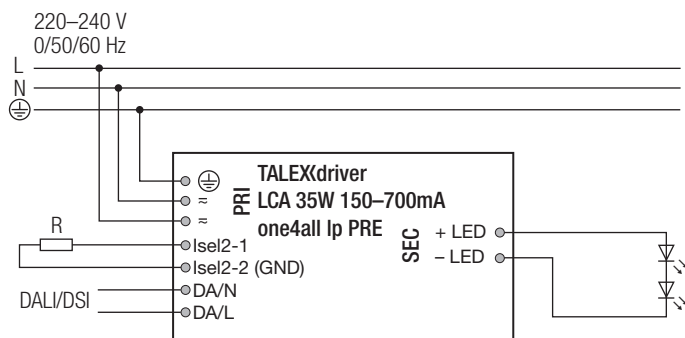 220–240 V
0/50/60 Hz
L
N
TALEXXdriver
LCA 35W 150–700mA
one4all lp PRE
PRI
≂
≂
R
Isel2-1
Isel2-2 (GND)
DALI/DSI
DA/N
DA/L
SEC
+ LED
– LED